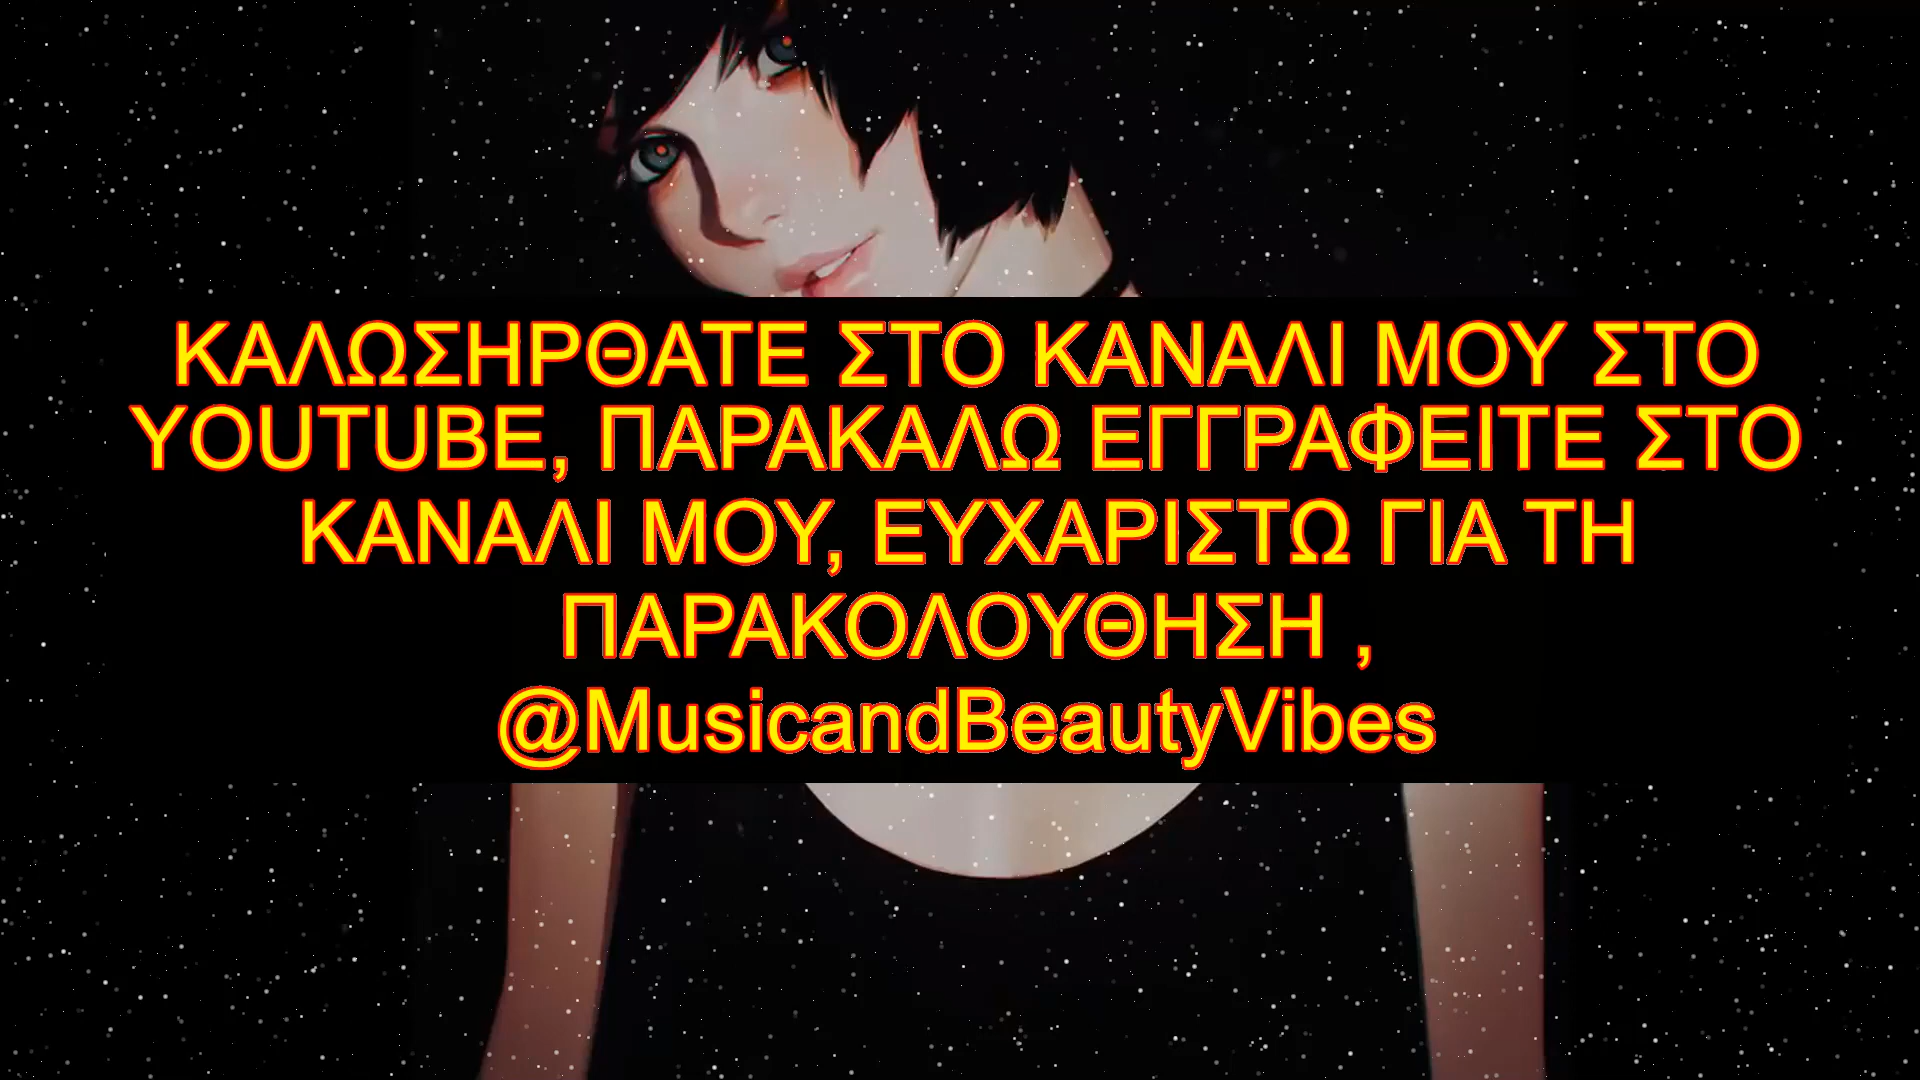 ΚΑΛΩΣΗΡΘΑΤΕ ΣΤΟ ΚΑΝΑΛΙ ΜΟΥ ΣΤΟ
YOUTUBE, ΠΑΡΑΚΑΛΩ ΕΓΓΡΑΦΕΙΤΕ ΣΤΟ
ΚΑΝΑΛΙ ΜΟΥ, ΕΥΧΑΡΙΣΤΩ ΓΙΑ ΤΗ
ΠΑΡΑΚΟΛΟΥΘΗΣΗ ,
@MusicandBeautyVibes